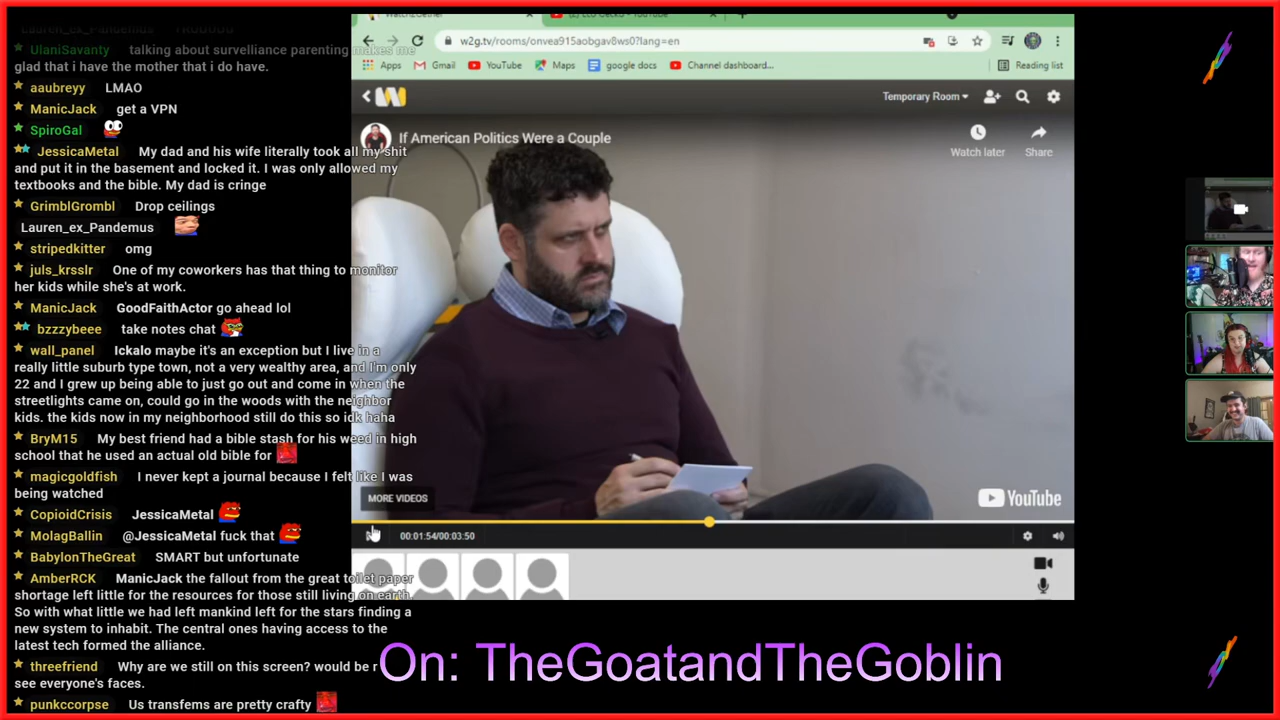 Lauren_ex_Pandemus
UlaniSavanty talking about survelliance parenting makes me
glad that i have the mother that i do have.
aaubreyy LMAO
ManicJack get a VPN
SpiroGal
JessicaMetal My dad and his wife literally took all my shit
and put it in the basement and locked it. I was only allowed my
textbooks and the bible. My dad is cringe
GrimblGrombl Drop ceilings
Lauren_ex_Pandemus
stripedkitter omg
juls_krsslr One of my coworkers has that thing to monitor
her kids while she's at work.
ManicJack GoodFaithActor go ahead lol
bzzzybeee take notes chat
wall_panel Ickalo maybe it's an exception but I live in a
really little suburb type town, not a very wealthy area, and I'm only
22 and I grew up being able to just go out and come in when the
streetlights came on, could go in the woods with the neighbor
kids. the kids now in my neighborhood still do this so idk haha
BryM15 My best friend had a bible stash for his weed in high
school that he used an actual old bible for
magicgoldfish I never kept a journal because I felt like I was
being watched
CopioidCrisis JessicaMetal
MolagBallin @JessicaMetal fuck that
BabylonTheGreat SMART but unfortunate
AmberRCK ManicJack the fallout from the great toilet paper
shortage left little for the resources for those still living on earth.
So with what little we had left mankind left for the stars finding a
new system to inhabit. The central ones having access to the
latest tech formed the alliance.
threefriend Why are we still on this screen? would be
see everyone's faces.
punkccorpse Us transfems are pretty crafty
w2g.tv/rooms/onvea915aobgav8ws0?lang=en
Apps Gmail YouTube Maps google docs Channel dashboard... Reading list
W Temporary Room
If American Politics Were a Couple
Watch later Share
MORE VIDEOS
YouTube
00:01:54/00:03:50
On: TheGoatandTheGoblin